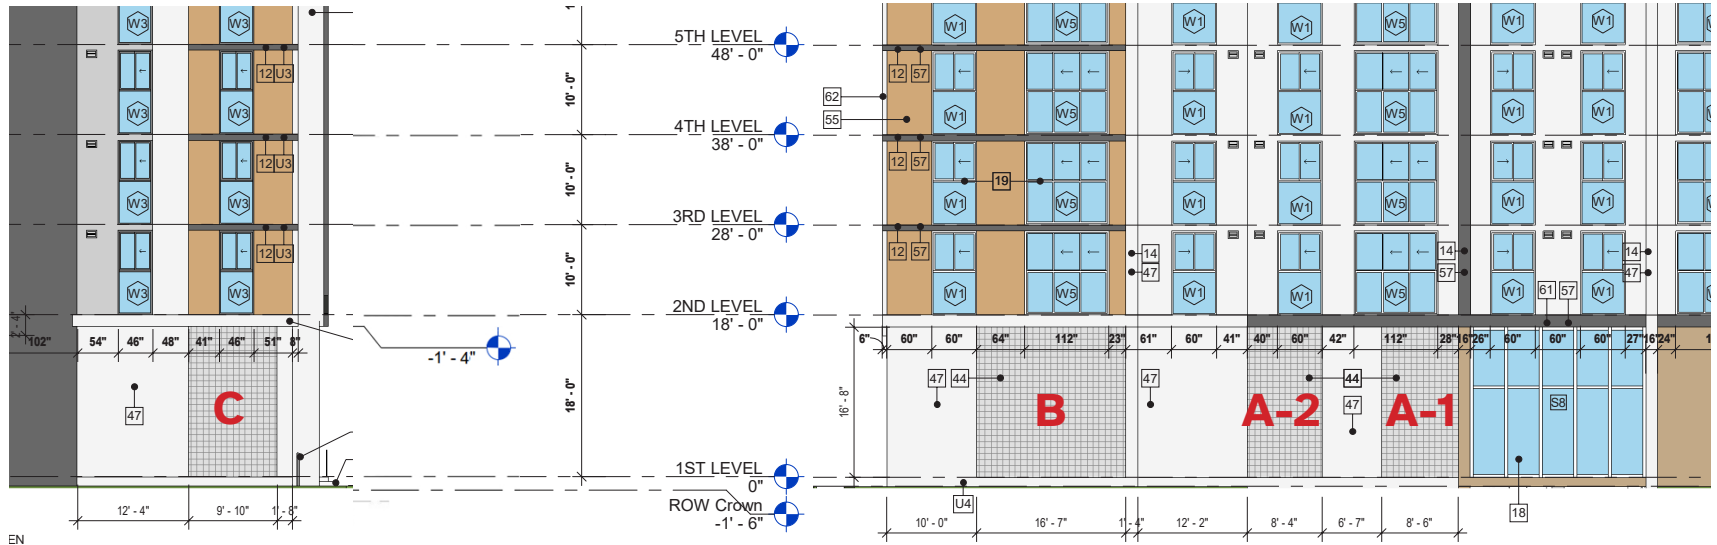 W3 W3
12 U3
W3 W3
12 U3
W3 W3
12 U3
W3 W3
102" 54" 46" 48" 41" 46" 51" 8"
47
C
12' - 4" 9' - 10" 1' - 8"
EN
10' - 0"
10' - 0"
10' - 0"
18' - 0"
-1' - 4"
5TH LEVEL
48' - 0"
4TH LEVEL
38' - 0"
3RD LEVEL
28' - 0"
2ND LEVEL
18' - 0"
1ST LEVEL
0"
ROW Crown
-1' - 6"
W1 W5 W1 W1 W5 W1 W1
12 57
62
55
W1 W5 W1 W1 W5 W1 W1
12 57
19
W1 W5 W1 W1 W5 W1 W1
12 57
14 14 14
47 57 47
W1 W5 W1 W1 W5 W1 W1
61 57
6" 60" 60" 64" 112" 23" 61" 60" 41" 40" 60" 42" 112" 28" 16" 26" 60" 60" 60" 27" 16" 24"
16' - 8"
47 44 47 44
47
B A-2 A-1
S8
U4 18
10' - 0" 16' - 7" 1' - 4" 12' - 2" 8' - 4" 6' - 7" 8' - 6"